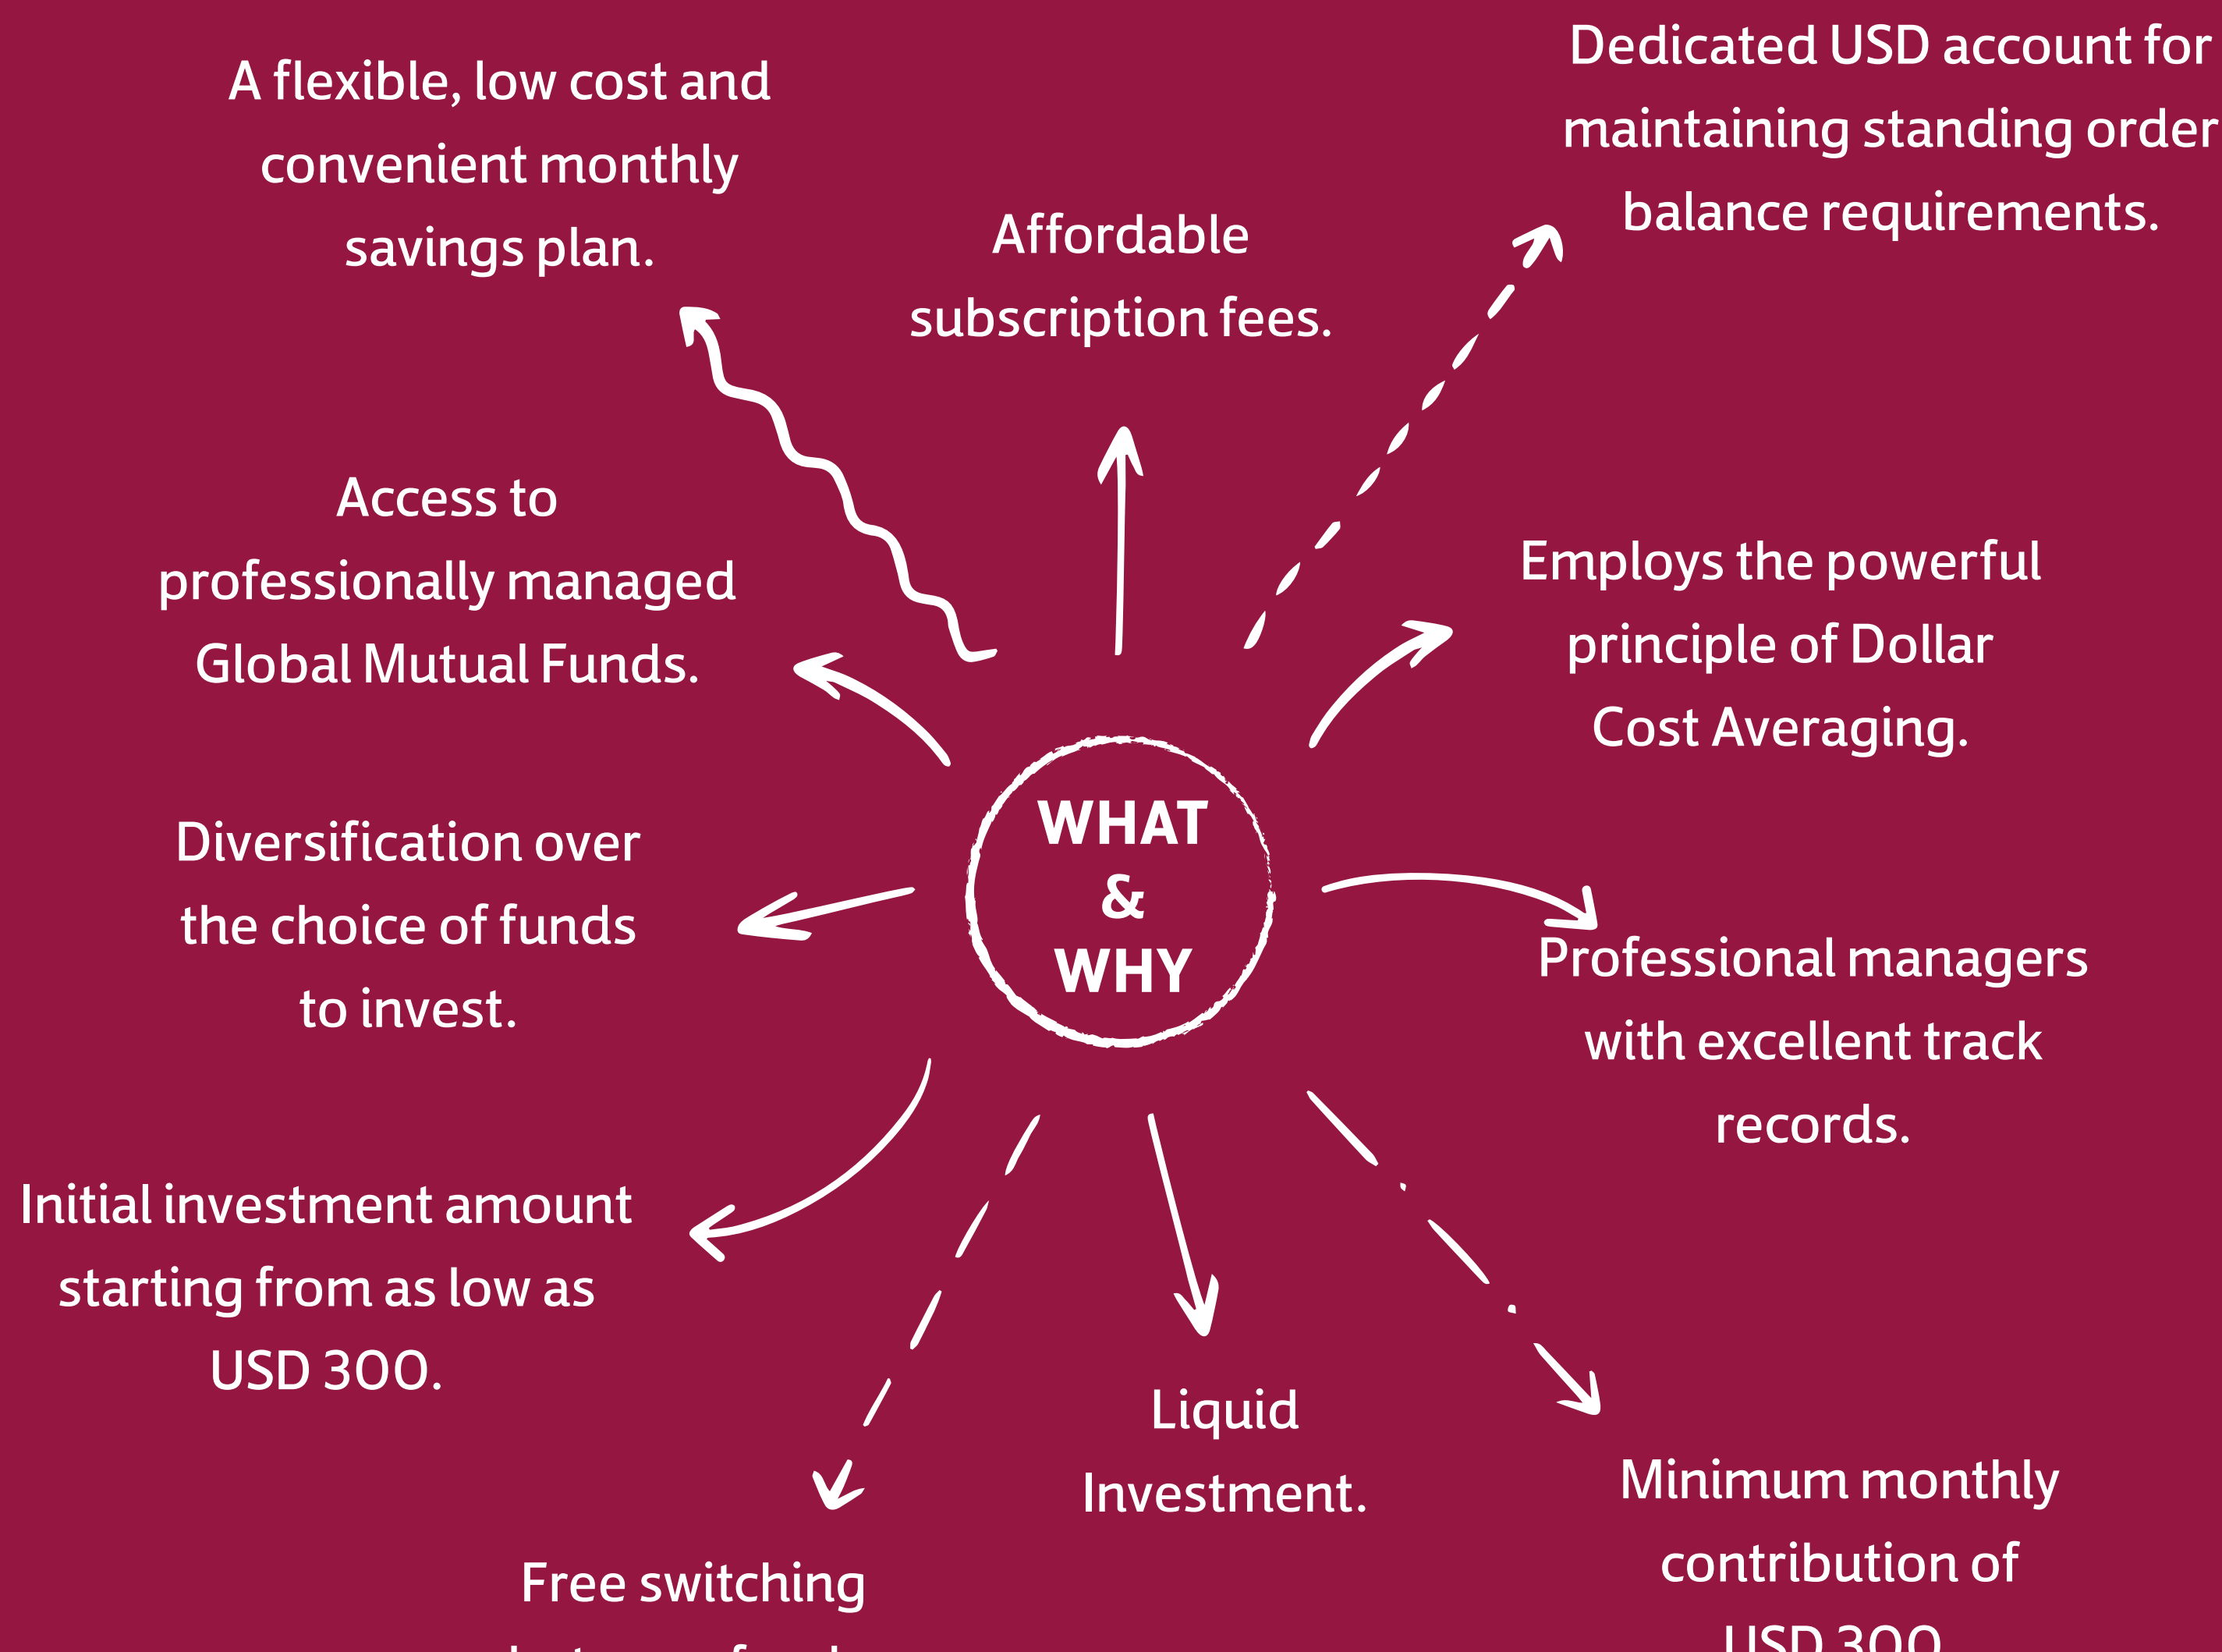 A flexible, low cost and
convenient monthly
savings plan.
Affordable
subscription fees.
Dedicated USD account for
maintaining standing order
balance requirements.
Access to
professionally managed
Global Mutual Funds.
Employs the powerful
principle of Dollar
Cost Averaging.
WHAT
&
WHY
Diversification over
the choice of funds
to invest.
Professional managers
with excellent track
records.
Initial investment amount
starting from as low as
USD 300.
Liquid
Investment.
Minimum monthly
contribution of
USD 300
Free switching